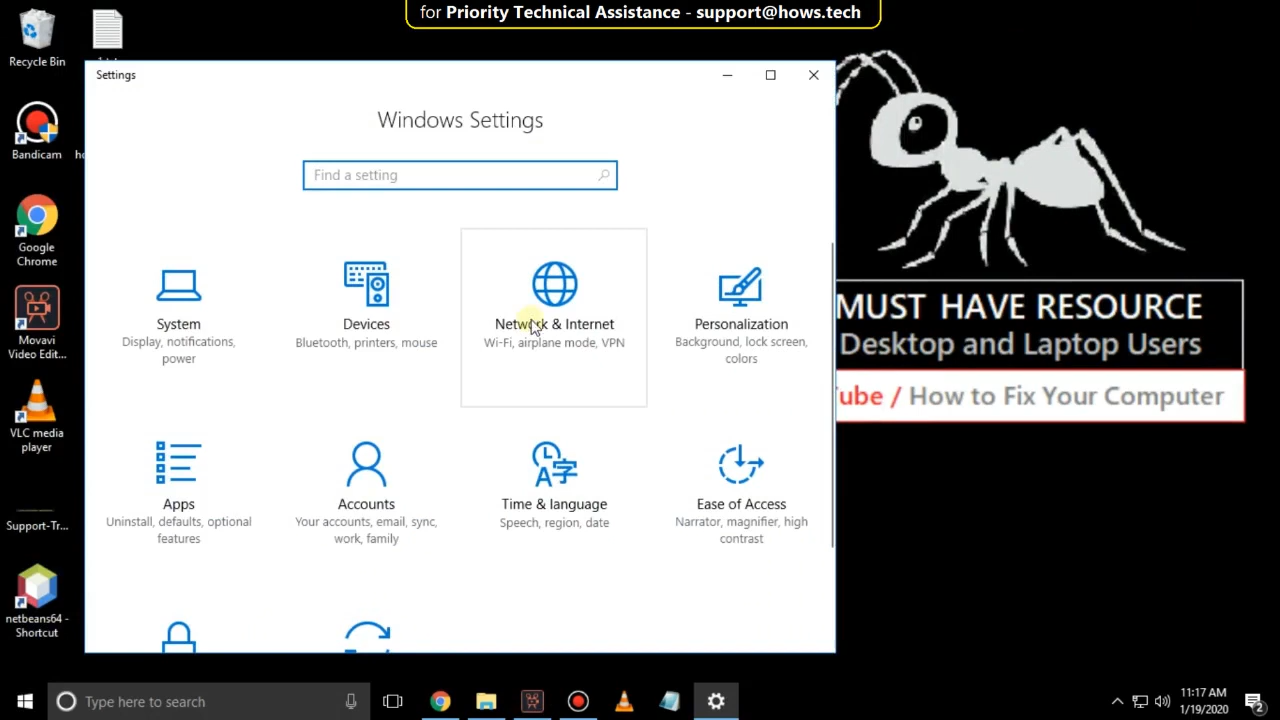 for Priority Technical Assistance - support@hows.tech
Recycle Bin
Bandicam
Google
Chrome
Movavi
Video Edit...
VLC media
player
Support-Tr...
netbeans64 -
Shortcut
Settings
Windows Settings
Find a setting
System
Display, notifications,
power
Devices
Bluetooth, printers, mouse
Network & Internet
Wi-Fi, airplane mode, VPN
Personalization
Background, lock screen,
colors
Apps
Uninstall, defaults, optional
features
Accounts
Your accounts, email, sync,
work, family
Time & language
Speech, region, date
Ease of Access
Narrator, magnifier, high
contrast
MUST HAVE RESOURCE
Desktop and Laptop Users
ube / How to Fix Your Computer
Type here to search
11:17 AM
1/19/2020
2